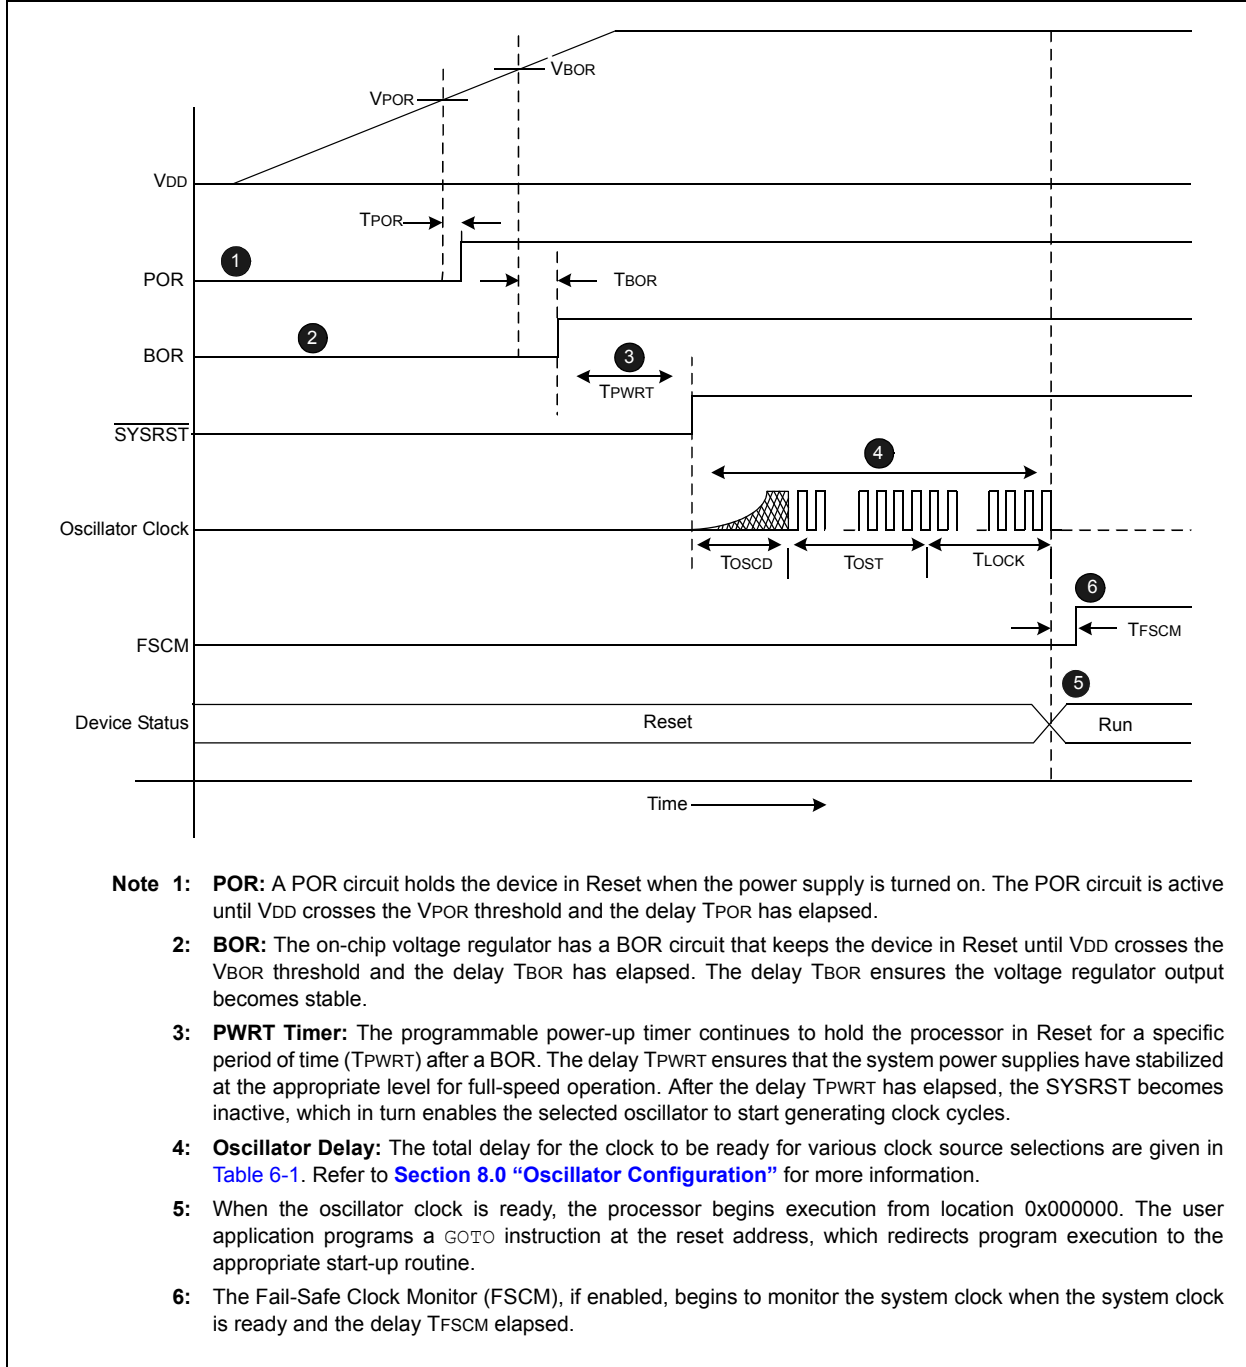 VBOR
VPOR
VDD
TPOR
1
POR
TBOR
2
BOR
3
TPWRT
SYSRST
4
Oscillator Clock
TOSCD
TOST
TLOCK
6
FSCM
TFSCM
5
Device Status
Reset
Run
Time
Note 1: POR: A POR circuit holds the device in Reset when the power supply is turned on. The POR circuit is active
until VDD crosses the VPOR threshold and the delay TPOR has elapsed.
2: BOR: The on-chip voltage regulator has a BOR circuit that keeps the device in Reset until VDD crosses the
VBOR threshold and the delay TBOR has elapsed. The delay TBOR ensures the voltage regulator output
becomes stable.
3: PWRT Timer: The programmable power-up timer continues to hold the processor in Reset for a specific
period of time (TPWRT) after a BOR. The delay TPWRT ensures that the system power supplies have stabilized
at the appropriate level for full-speed operation. After the delay TPWRT has elapsed, the SYSRST becomes
inactive, which in turn enables the selected oscillator to start generating clock cycles.
4: Oscillator Delay: The total delay for the clock to be ready for various clock source selections are given in
Table 6-1. Refer to Section 8.0 “Oscillator Configuration” for more information.
5: When the oscillator clock is ready, the processor begins execution from location 0x000000. The user
application programs a GOTO instruction at the reset address, which redirects program execution to the
appropriate start-up routine.
6: The Fail-Safe Clock Monitor (FSCM), if enabled, begins to monitor the system clock when the system clock
is ready and the delay TFSCM elapsed.